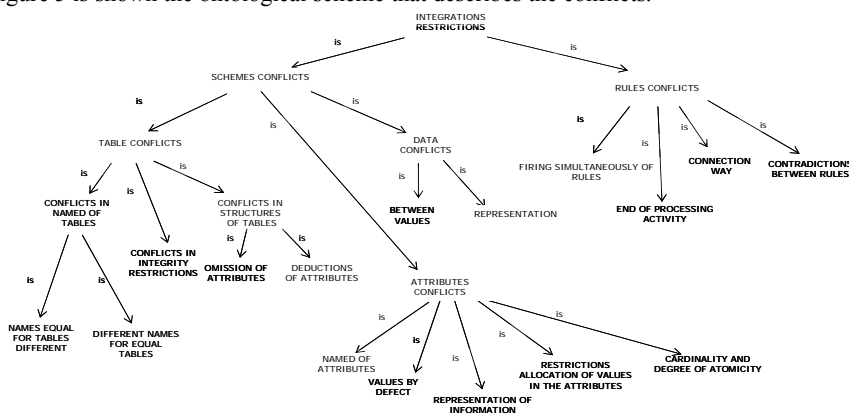 igure 3 is shown the ontological scheme that describes the conflicts.
INTEGRATIONS
RESTRICTIONS
is
is
SCHEMES CONFLICTS
RULES CONFLICTS
is
is
is
is
is
is
is
TABLE CONFLICTS
DATA
CONFLICTS
FIRING SIMULTANEOUSLY OF
RULES
CONNECTION
WAY
CONTRADICTIONS
BETWEEN RULES
is
is
is
is
is
CONFLICTS IN
NAMED OF
TABLES
CONFLICTS IN
STRUCTURES
OF TABLES
BETWEEN
VALUES
REPRESENTATION
END OF PROCESSING
ACTIVITY
is
is
CONFLICTS IN
INTEGRITY
RESTRICTIONS
OMISSION OF
ATTRIBUTES
DEDUCTIONS
OF ATTRIBUTES
is
is
ATTRIBUTES
CONFLICTS
NAMES EQUAL
FOR TABLES
DIFFERENT
DIFFERENT NAMES
FOR EQUAL
TABLES
is
is
is
is
is
NAMED OF
ATTRIBUTES
VALUES BY
DEFECT
REPRESENTATION OF
INFORMATION
RESTRICTIONS
ALLOCATION OF VALUES
IN THE ATTRIBUTES
CARDINALITY AND
DEGREE OF ATOMICITY